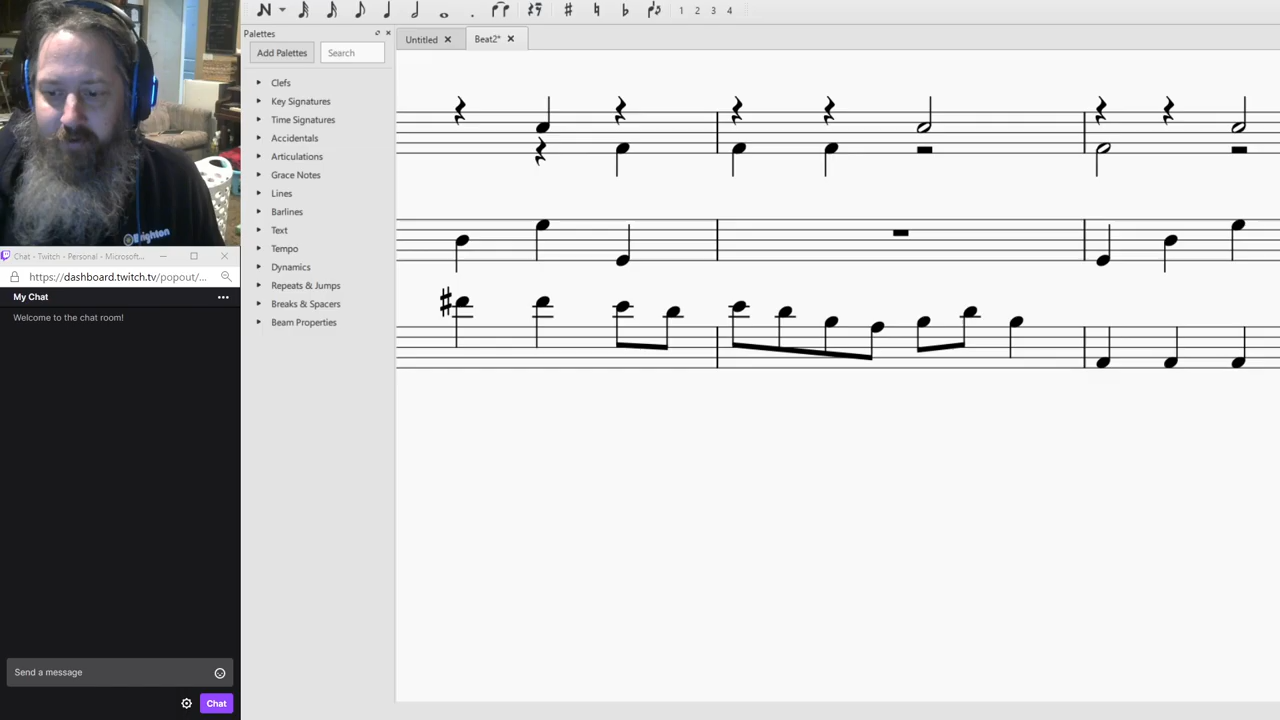 1 2 3 4
Palettes
Untitled
Beat2*
Add Palettes
Search
Clefs
Key Signatures
Time Signatures
Accidentals
Articulations
Grace Notes
Lines
Barlines
Text
Tempo
Dynamics
Repeats & Jumps
Breaks & Spacers
Beam Properties
Brighton
Chat - Twitch - Personal - Microsoft...
https://dashboard.twitch.tv/popout/...
My Chat
Welcome to the chat room!
Send a message
Chat